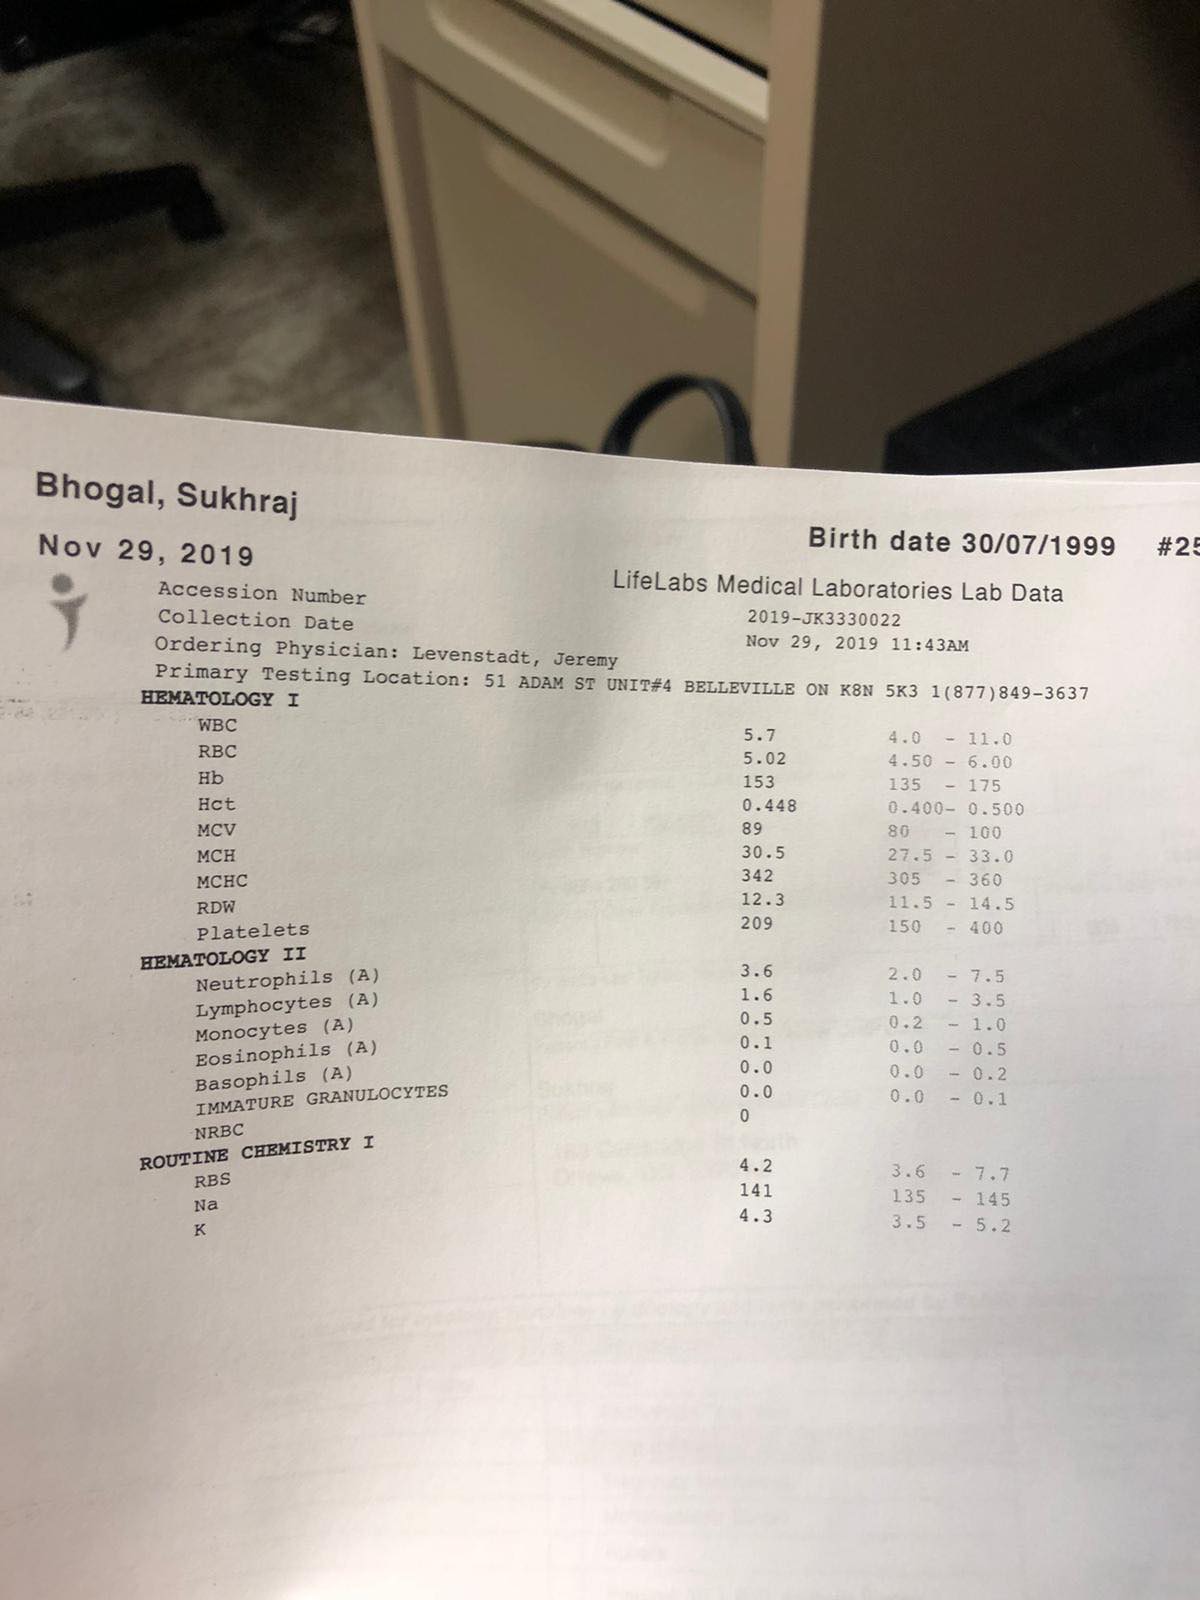 Bhogal, Sukhraj
Nov 29, 2019
Birth date 30/07/1999 #25
LifeLabs Medical Laboratories Lab Data
Accession Number 2019-JK3330022
Collection Date Nov 29, 2019 11:43AM
Ordering Physician: Levenstadt, Jeremy
Primary Testing Location: 51 ADAM ST UNIT#4 BELLEVILLE ON K8N 5K3 1(877)849-3637
HEMATOLOGY I
WBC 5.7 4.0 - 11.0
RBC 5.02 4.50 - 6.00
Hb 153 135 - 175
Hct 0.448 0.400- 0.500
MCV 89 80 - 100
MCH 30.5 27.5 - 33.0
MCHC 342 305 - 360
RDW 12.3 11.5 - 14.5
Platelets 209 150 - 400
HEMATOLOGY II
Neutrophils (A) 3.6 2.0 - 7.5
Lymphocytes (A) 1.6 1.0 - 3.5
Monocytes (A) 0.5 0.2 - 1.0
Eosinophils (A) 0.1 0.0 - 0.5
Basophils (A) 0.0 0.0 - 0.2
IMMATURE GRANULOCYTES 0.0 0.0 - 0.1
NRBC 0
ROUTINE CHEMISTRY I
RBS 4.2 3.6 - 7.7
Na 141 135 - 145
K 4.3 3.5 - 5.2